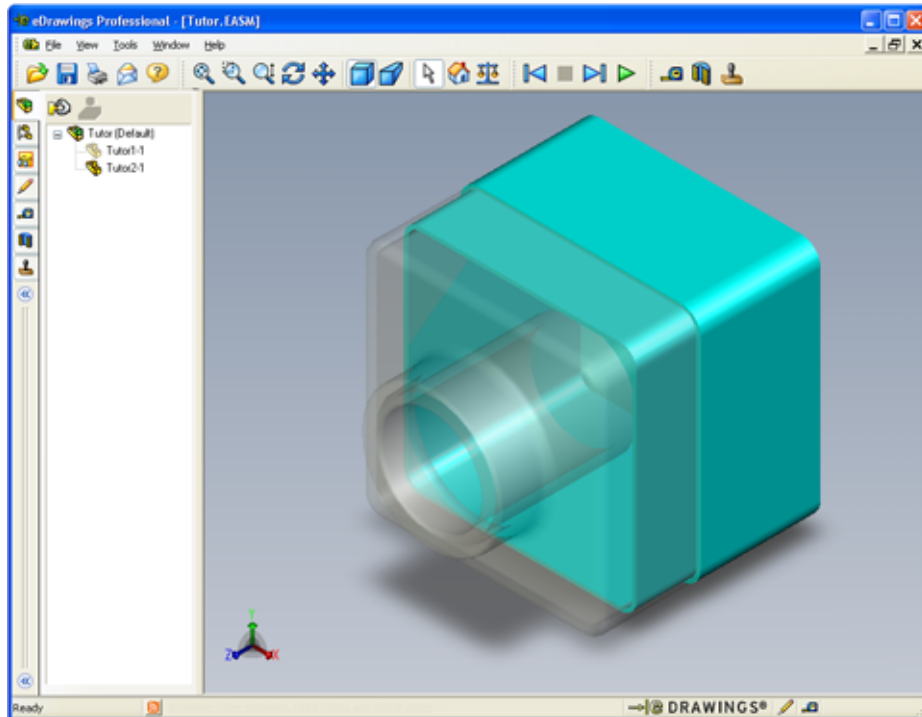 eDrawings Professional - [Tutor.EASM]
File View Tools Window Help
Tutor (Default)
Tutor1-1
Tutor2-1
Y
Z X
Ready
DRAWINGS®